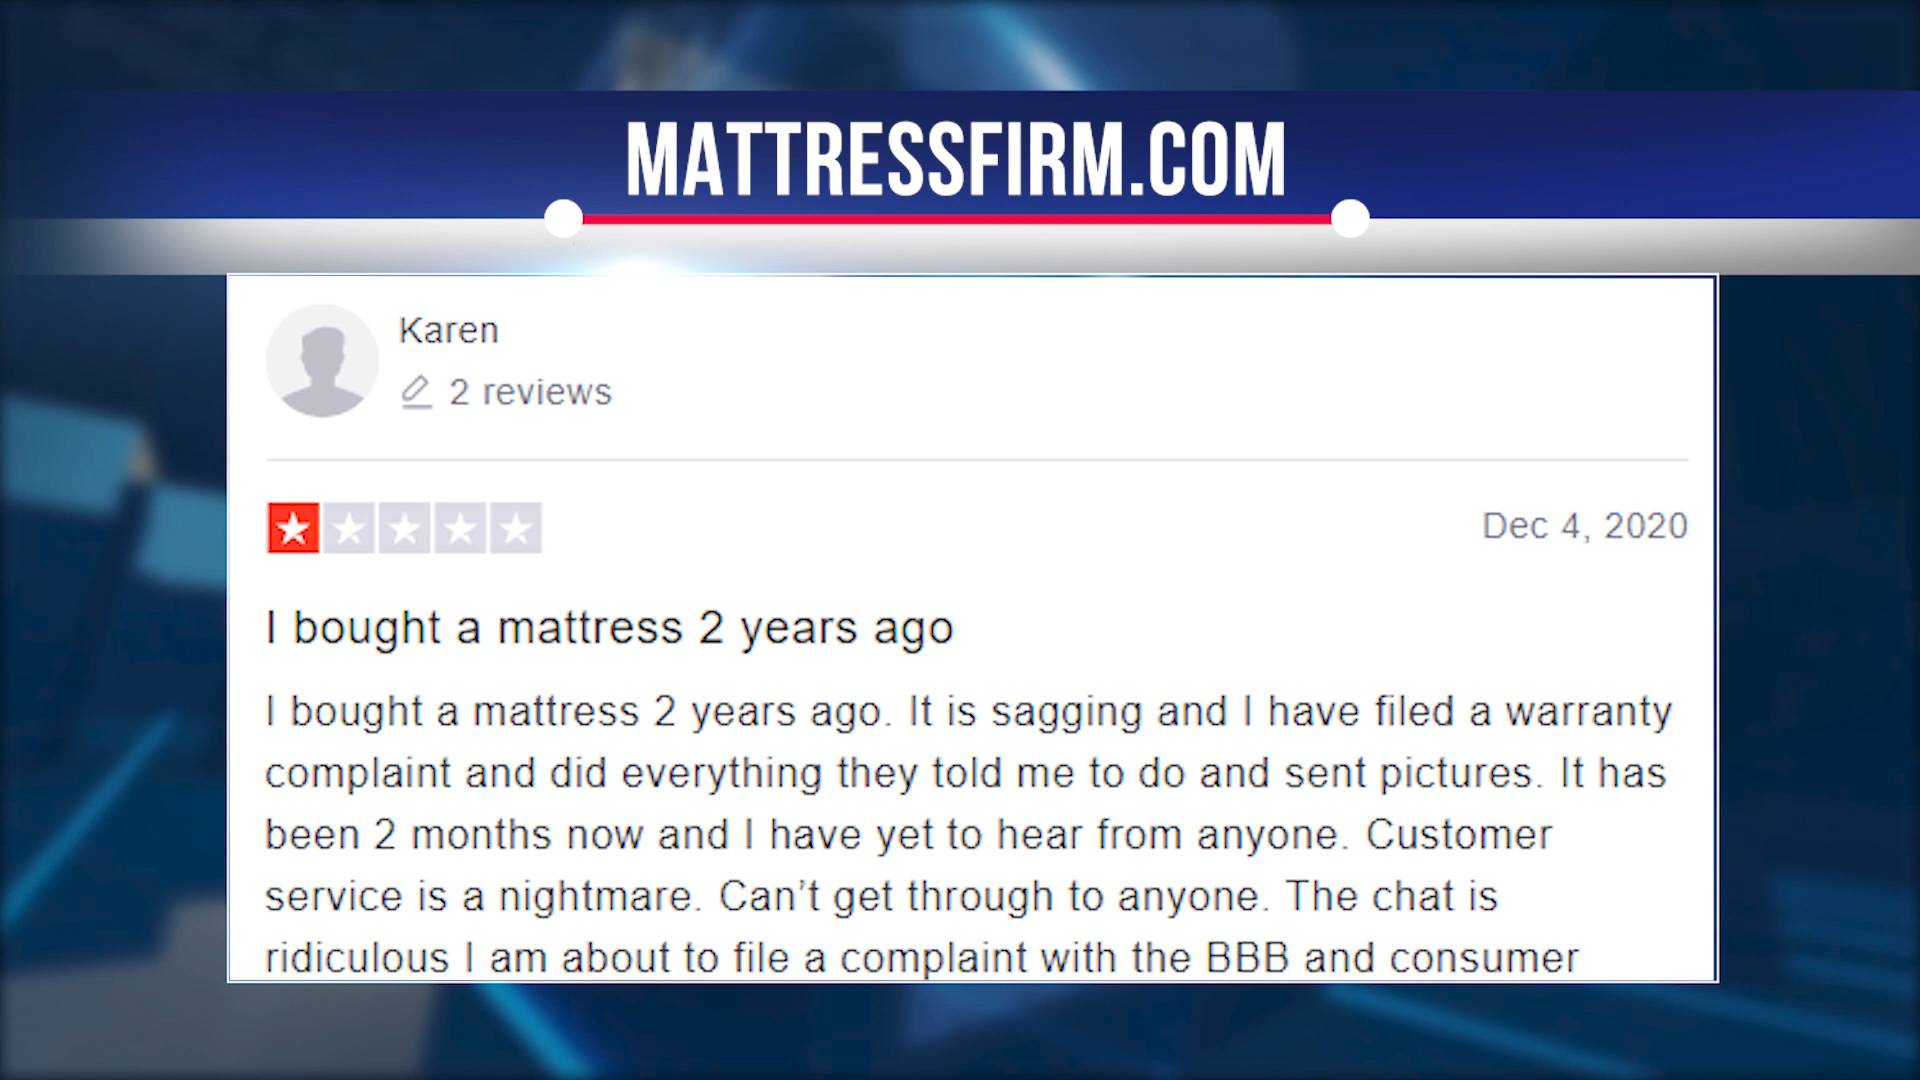 MATTRESSFIRM.COM
Karen
2 reviews
Dec 4, 2020
I bought a mattress 2 years ago
I bought a mattress 2 years ago. It is sagging and I have filed a warranty
complaint and did everything they told me to do and sent pictures. It has
been 2 months now and I have yet to hear from anyone. Customer
service is a nightmare. Can’t get through to anyone. The chat is
ridiculous I am about to file a complaint with the BBB and consumer